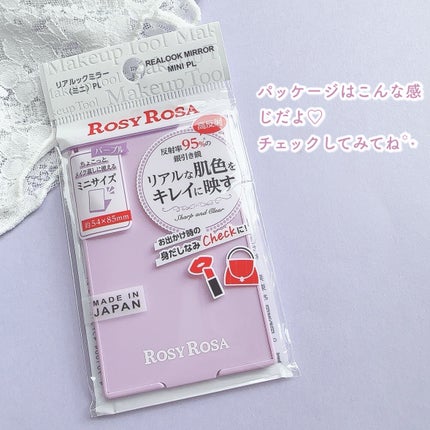 Makeup Tool
リアルックミラー
〈ミニ〉PL
REALOOK MIRROR
MINI PL
Makeup Tool
ROSY ROSA
高反射
反射率95%の
銀引き鏡
リアルな肌色を
キレイに映す
Sharp and Clear
パープル
ちょこっと
メイク直しに使える
ミニサイズ
約54×85mm
お出かけ時の
身だしなみCheckに!
MADE IN
JAPAN
ROSY ROSA
パッケージはこんな感
じだよ♡
チェックしてみてね